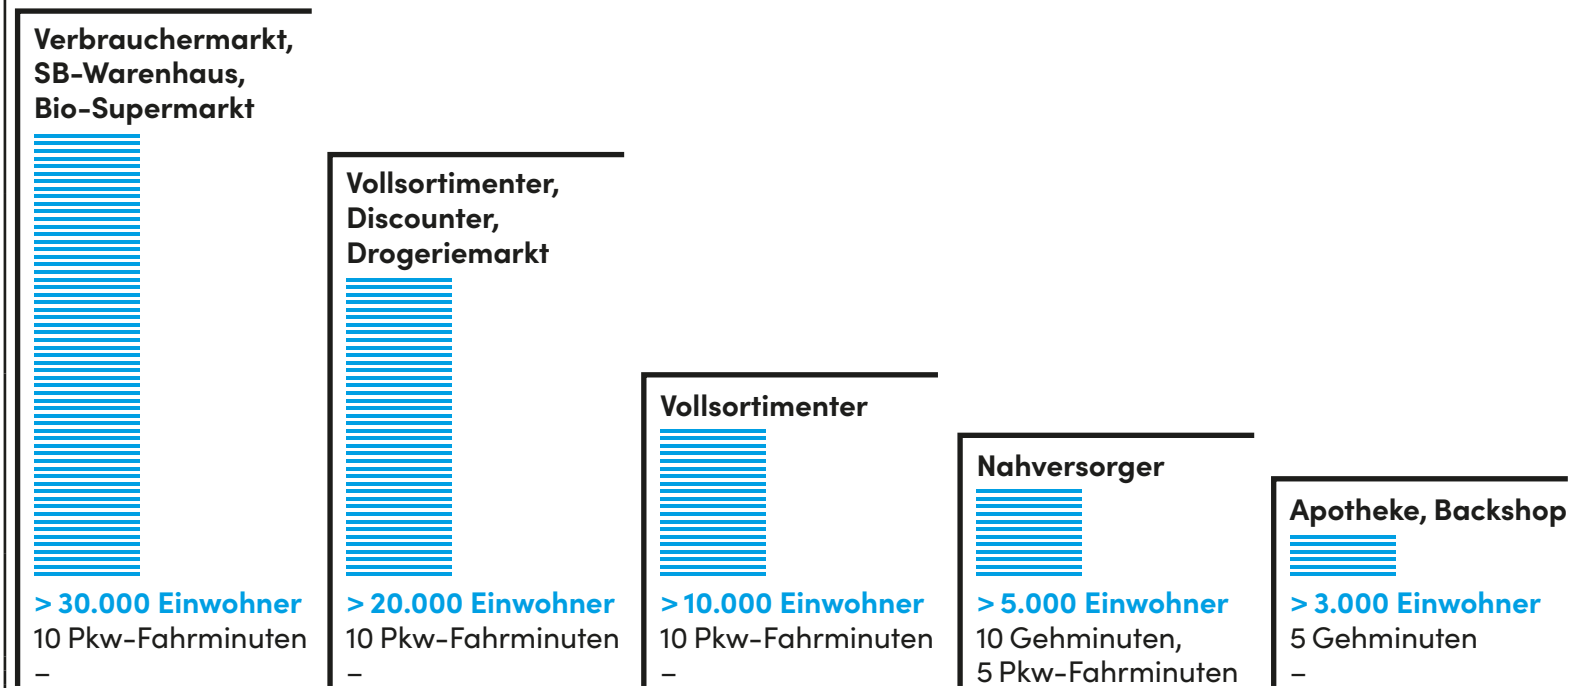 Verbrauchermarkt,
SB-Warenhaus,
Bio-Supermarkt
> 30.000 Einwohner
10 Pkw-Fahrminuten
–
Vollsortimenter,
Discounter,
Drogeriemarkt
> 20.000 Einwohner
10 Pkw-Fahrminuten
–
Vollsortimenter
> 10.000 Einwohner
10 Pkw-Fahrminuten
–
Nahversorger
> 5.000 Einwohner
10 Gehminuten,
5 Pkw-Fahrminuten
Apotheke, Backshop
> 3.000 Einwohner
5 Gehminuten
–